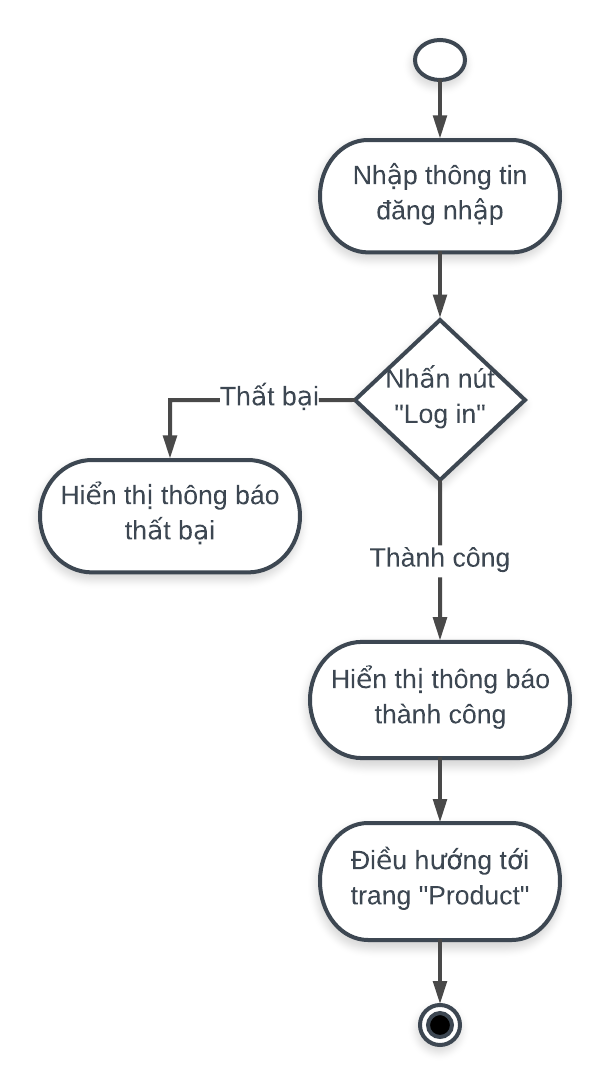 Nhập thông tin
đăng nhập
Nhấn nút
"Log in"
Thất bại
Hiển thị thông báo
thất bại
Thành công
Hiển thị thông báo
thành công
Điều hướng tới
trang "Product"